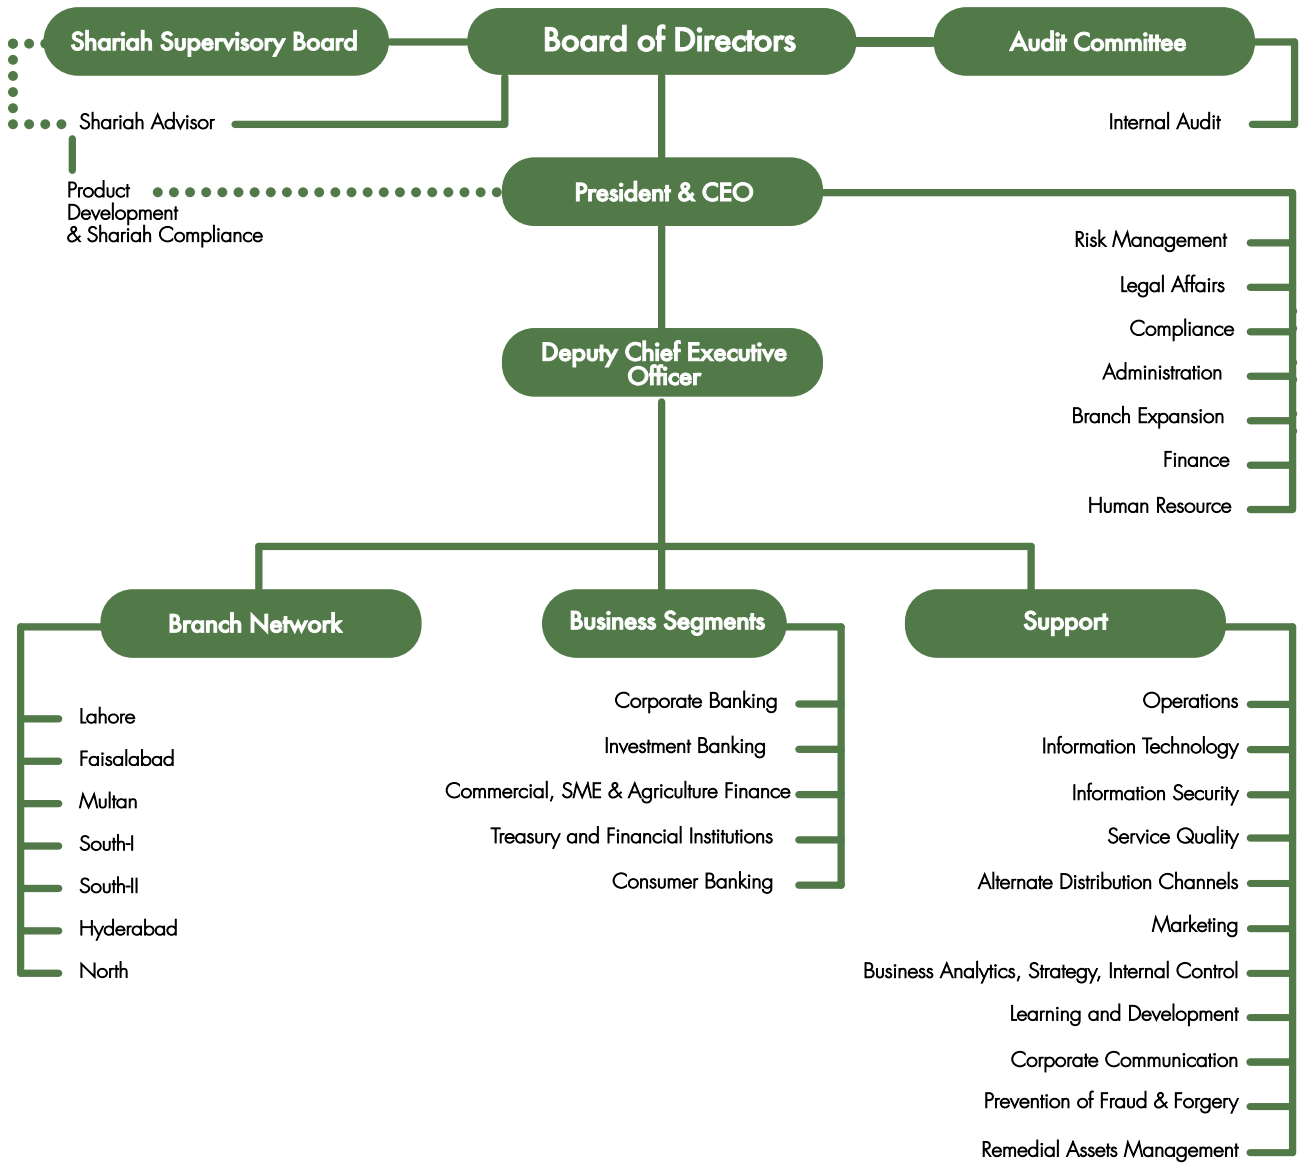 Shariah Supervisory Board
Board of Directors
Audit Committee
Shariah Advisor
Internal Audit
Product
Development
& Shariah Compliance
President & CEO
Risk Management
Legal Affairs
Compliance
Administration
Branch Expansion
Finance
Human Resource
Deputy Chief Executive
Officer
Branch Network
Lahore
Faisalabad
Multan
South-I
South-II
Hyderabad
North
Business Segments
Corporate Banking
Investment Banking
Commercial, SME & Agriculture Finance
Treasury and Financial Institutions
Consumer Banking
Support
Operations
Information Technology
Information Security
Service Quality
Alternate Distribution Channels
Marketing
Business Analytics, Strategy, Internal Control
Learning and Development
Corporate Communication
Prevention of Fraud & Forgery
Remedial Assets Management